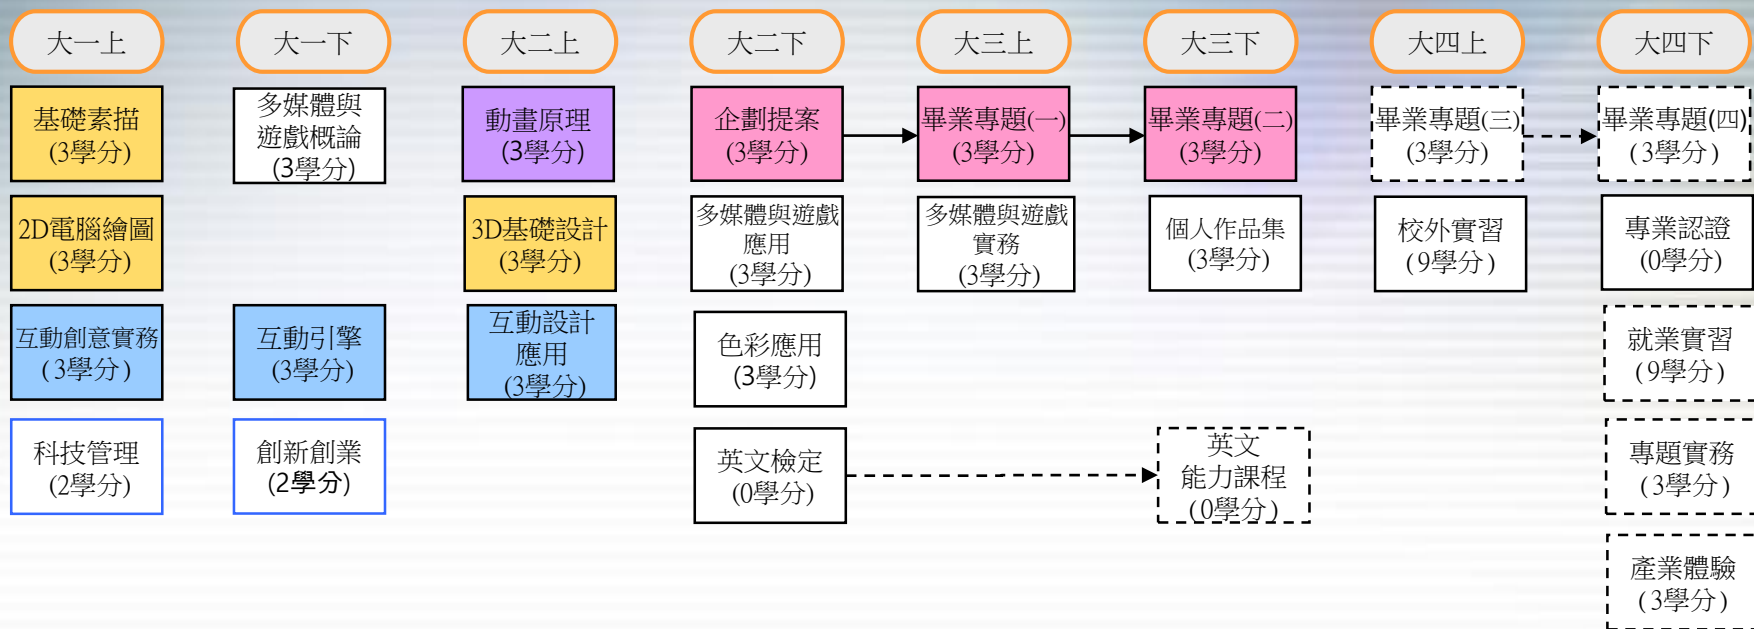 大一上
大一下
大二上
大二下
大三上
大三下
大四上
大四下
基礎素描
(3學分)
多媒體與
遊戲概論
(3學分)
動畫原理
(3學分)
企劃提案
(3學分)
畢業專題(一)
(3學分)
畢業專題(二)
(3學分)
畢業專題(三)
(3學分)
畢業專題(四)
(3學分)
2D電腦繪圖
(3學分)
3D基礎設計
(3學分)
多媒體與遊戲
應用
(3學分)
多媒體與遊戲
實務
(3學分)
個人作品集
(3學分)
校外實習
(9學分)
專業認證
(0學分)
互動創意實務
(3學分)
互動引擎
(3學分)
互動設計
應用
(3學分)
色彩應用
(3學分)
就業實習
(9學分)
科技管理
(2學分)
創新創業
(2學分)
英文檢定
(0學分)
英文
能力課程
(0學分)
專題實務
(3學分)
產業體驗
(3學分)